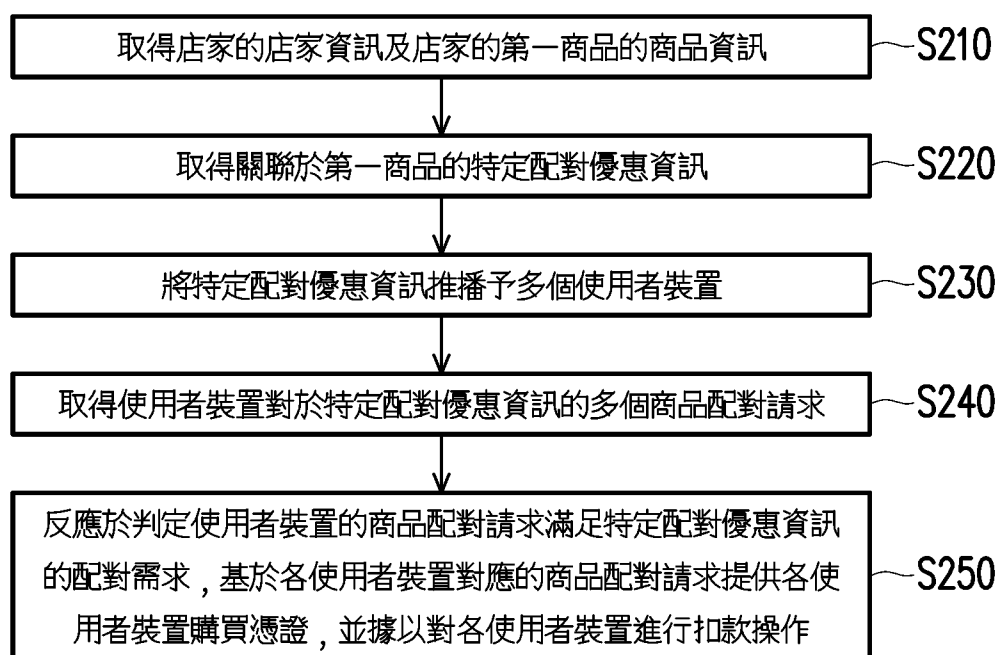 取得店家的店家資訊及店家的第一商品的商品資訊
S210
取得關聯於第一商品的特定配對優惠資訊
S220
將特定配對優惠資訊推播予多個使用者裝置
S230
取得使用者裝置對於特定配對優惠資訊的多個商品配對請求
S240
反應於判定使用者裝置的商品配對請求滿足特定配對優惠資訊
的配對需求，基於各使用者裝置對應的商品配對請求提供各使
用者裝置購買憑證，並據以對各使用者裝置進行扣款操作
S250